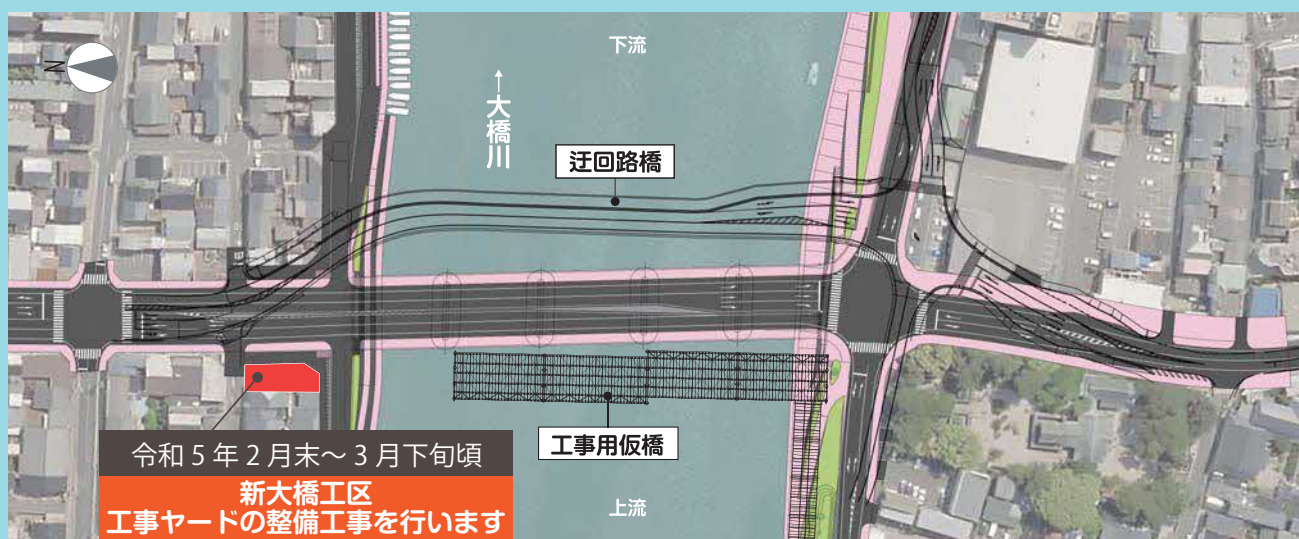 N
下流
←大橋川
迂回路橋
工事用仮橋
令和5年2月末～3月下旬頃
新大橋工区
工事ヤードの整備工事を行います
上流